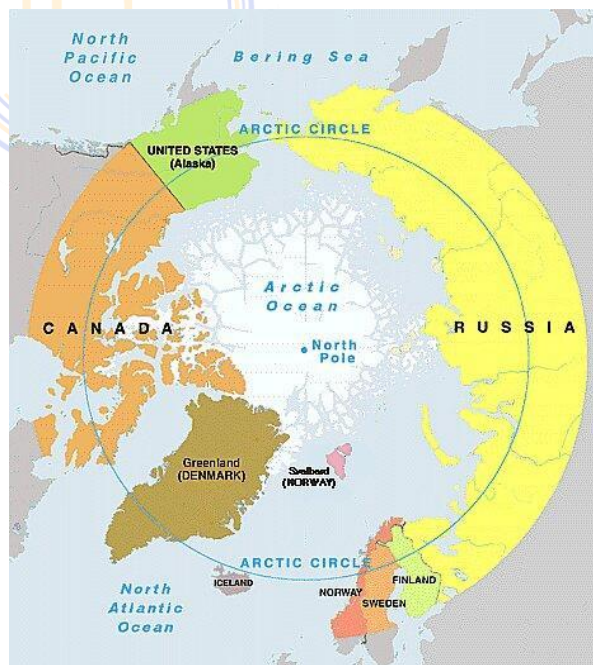 North
Pacific
Ocean
Bering Sea
ARCTIC CIRCLE
UNITED STATES
(Alaska)
Arctic
Ocean
North
Pole
CANADA
RUSSIA
Greenland
(DENMARK)
Svalbard
(NORWAY)
ARCTIC CIRCLE
ICELAND
NORWAY
SWEDEN
FINLAND
North
Atlantic
Ocean